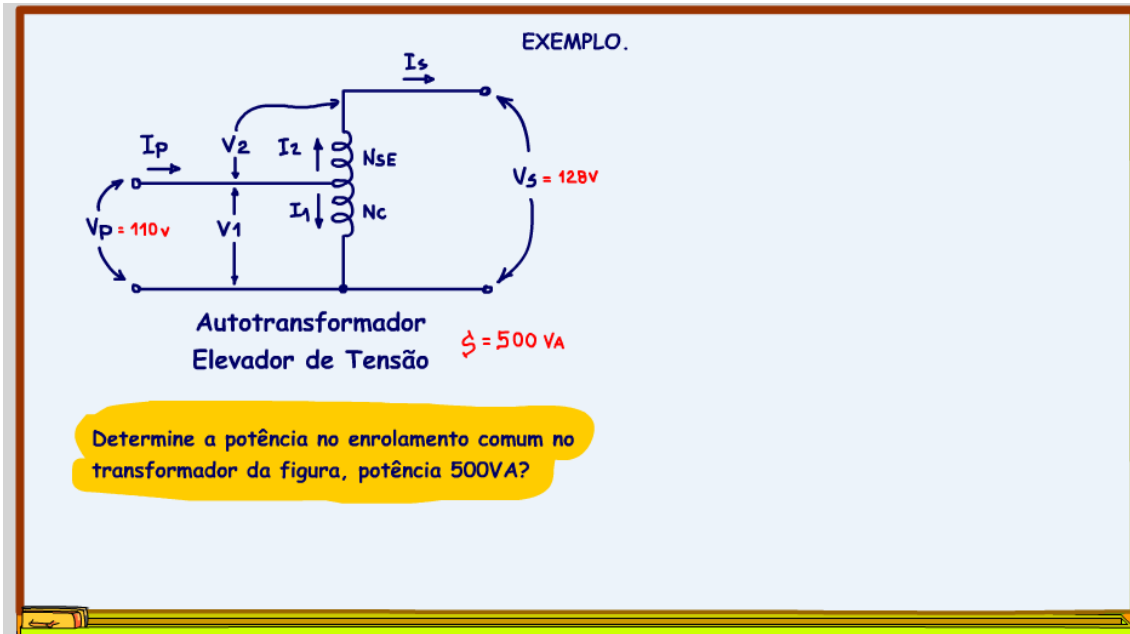 EXEMPLO.
Is
Ip
V2
I2
NSE
Vs = 128V
Vp = 110v
V1
I1
Nc
Autotransformador
Elevador de Tensão
S = 500 VA
Determine a potência no enrolamento comum no
transformador da figura, potência 500VA?